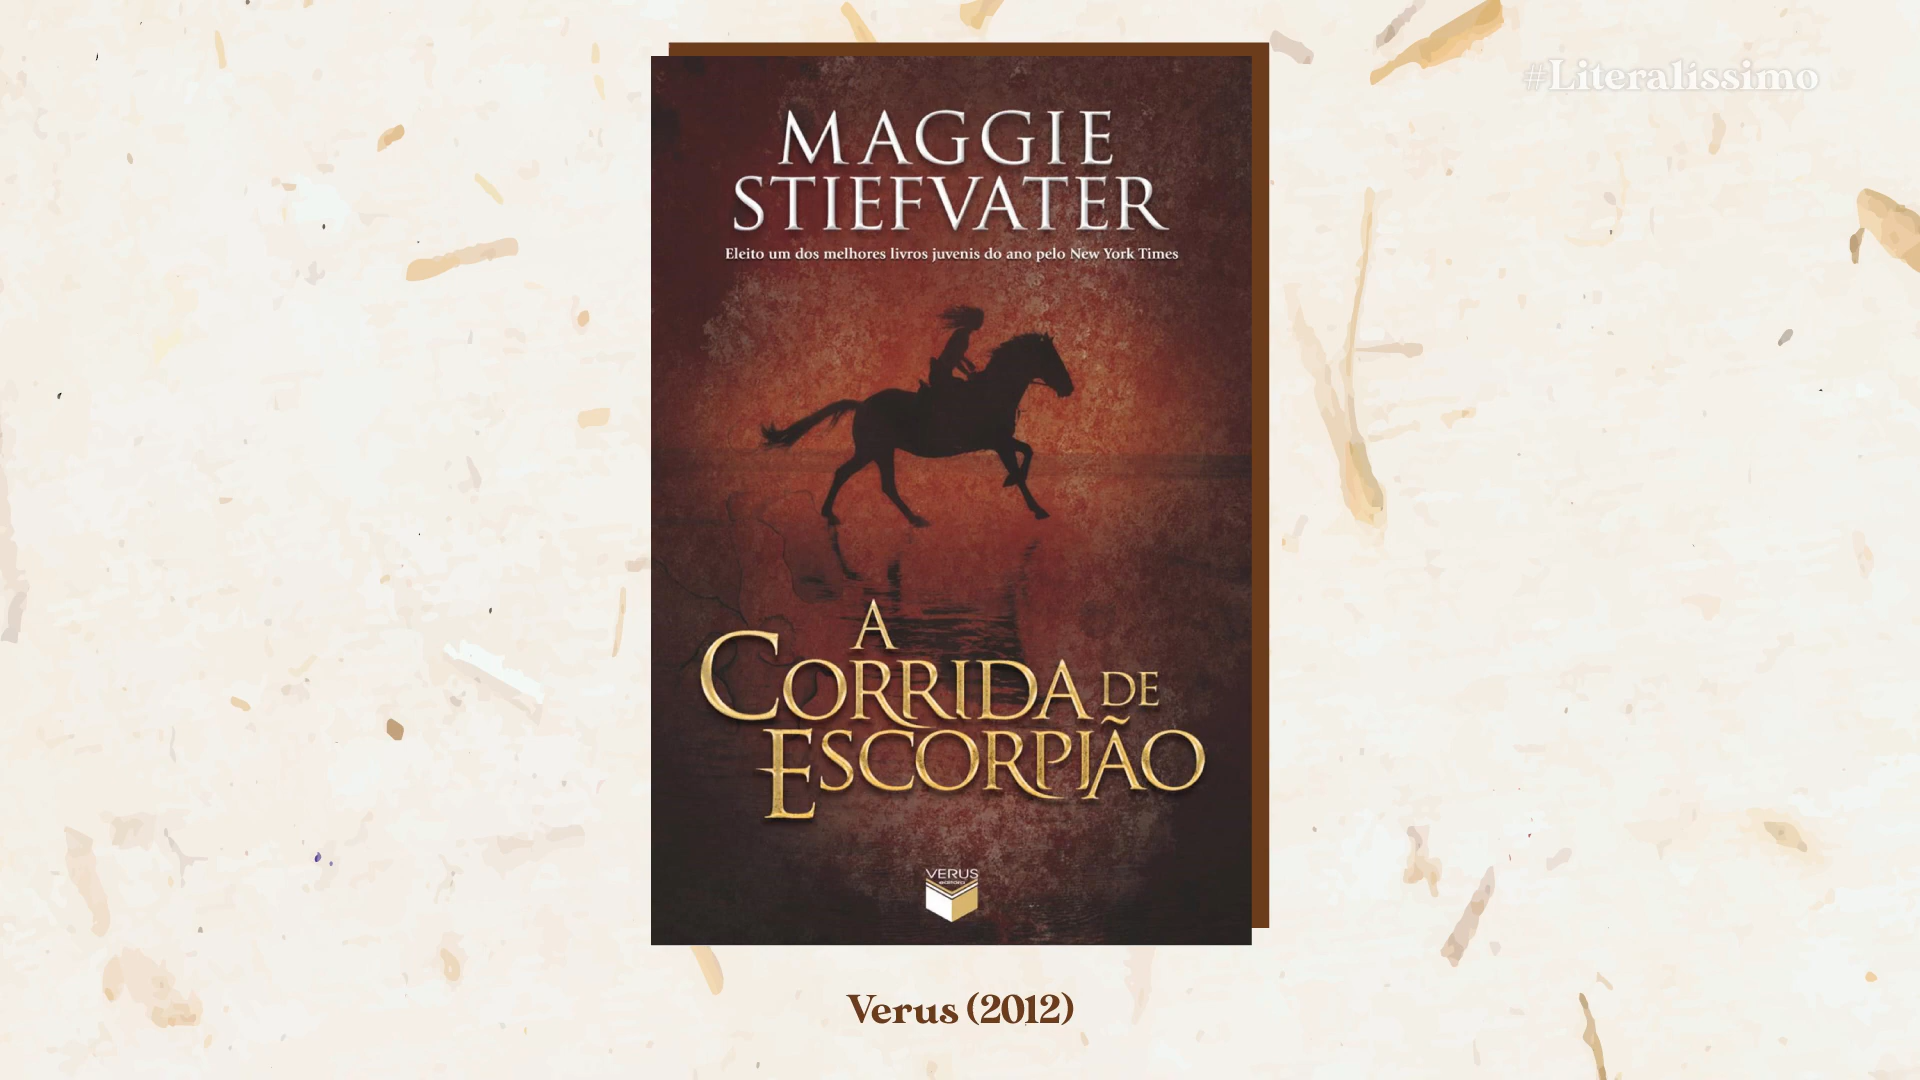 #Literalíssimo
MAGGIE
STIEFVATER
Eleito um dos melhores livros juvenis do ano pelo New York Times
A
CORRIDA DE
ESCORPIÃO
VERUS
Verus (2012)